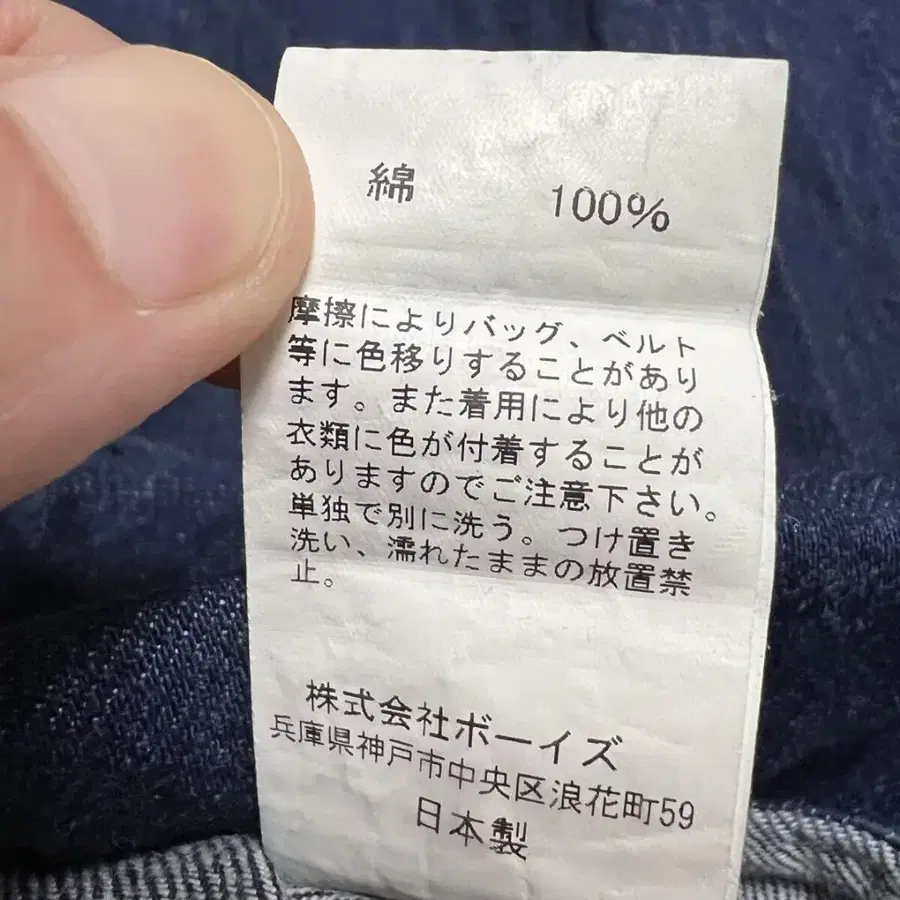 綿 100%
摩擦によりバッグ、ベルト
等に色移りすることがあり
ます。また着用により他の
衣類に色が付着することが
ありますのでご注意下さい。
単独で別に洗う。つけ置き
洗い、濡れたままの放置禁
止。
株式会社ボーイズ
兵庫県神戸市中央区浪花町59
日本製